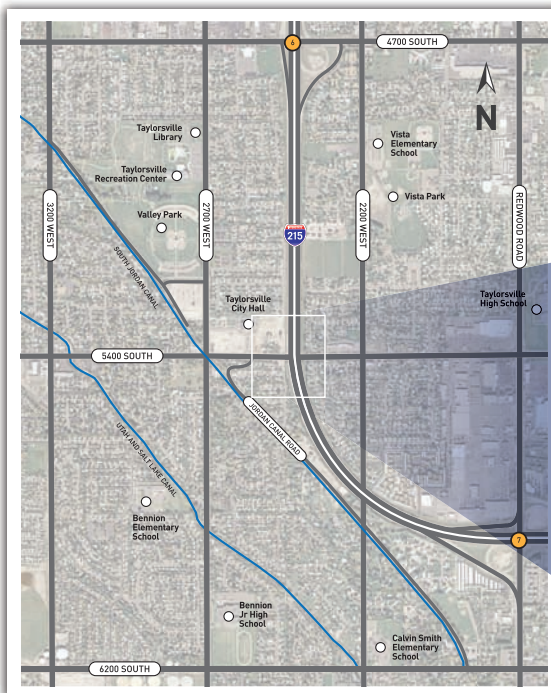 6
4700 SOUTH
N
Taylorsville
Library
Vista
Elementary
School
Taylorsville
Recreation Center
Vista Park
3200 WEST
2700 WEST
2200 WEST
REDWOOD ROAD
Valley Park
215
SOUTH JORDAN CANAL
Taylorsville
City Hall
Taylorsville
High School
5400 SOUTH
JORDAN CANAL ROAD
UTAH AND SALT LAKE CANAL
Bennion
Elementary
School
7
Bennion
Jr High
School
Calvin Smith
Elementary
School
6200 SOUTH